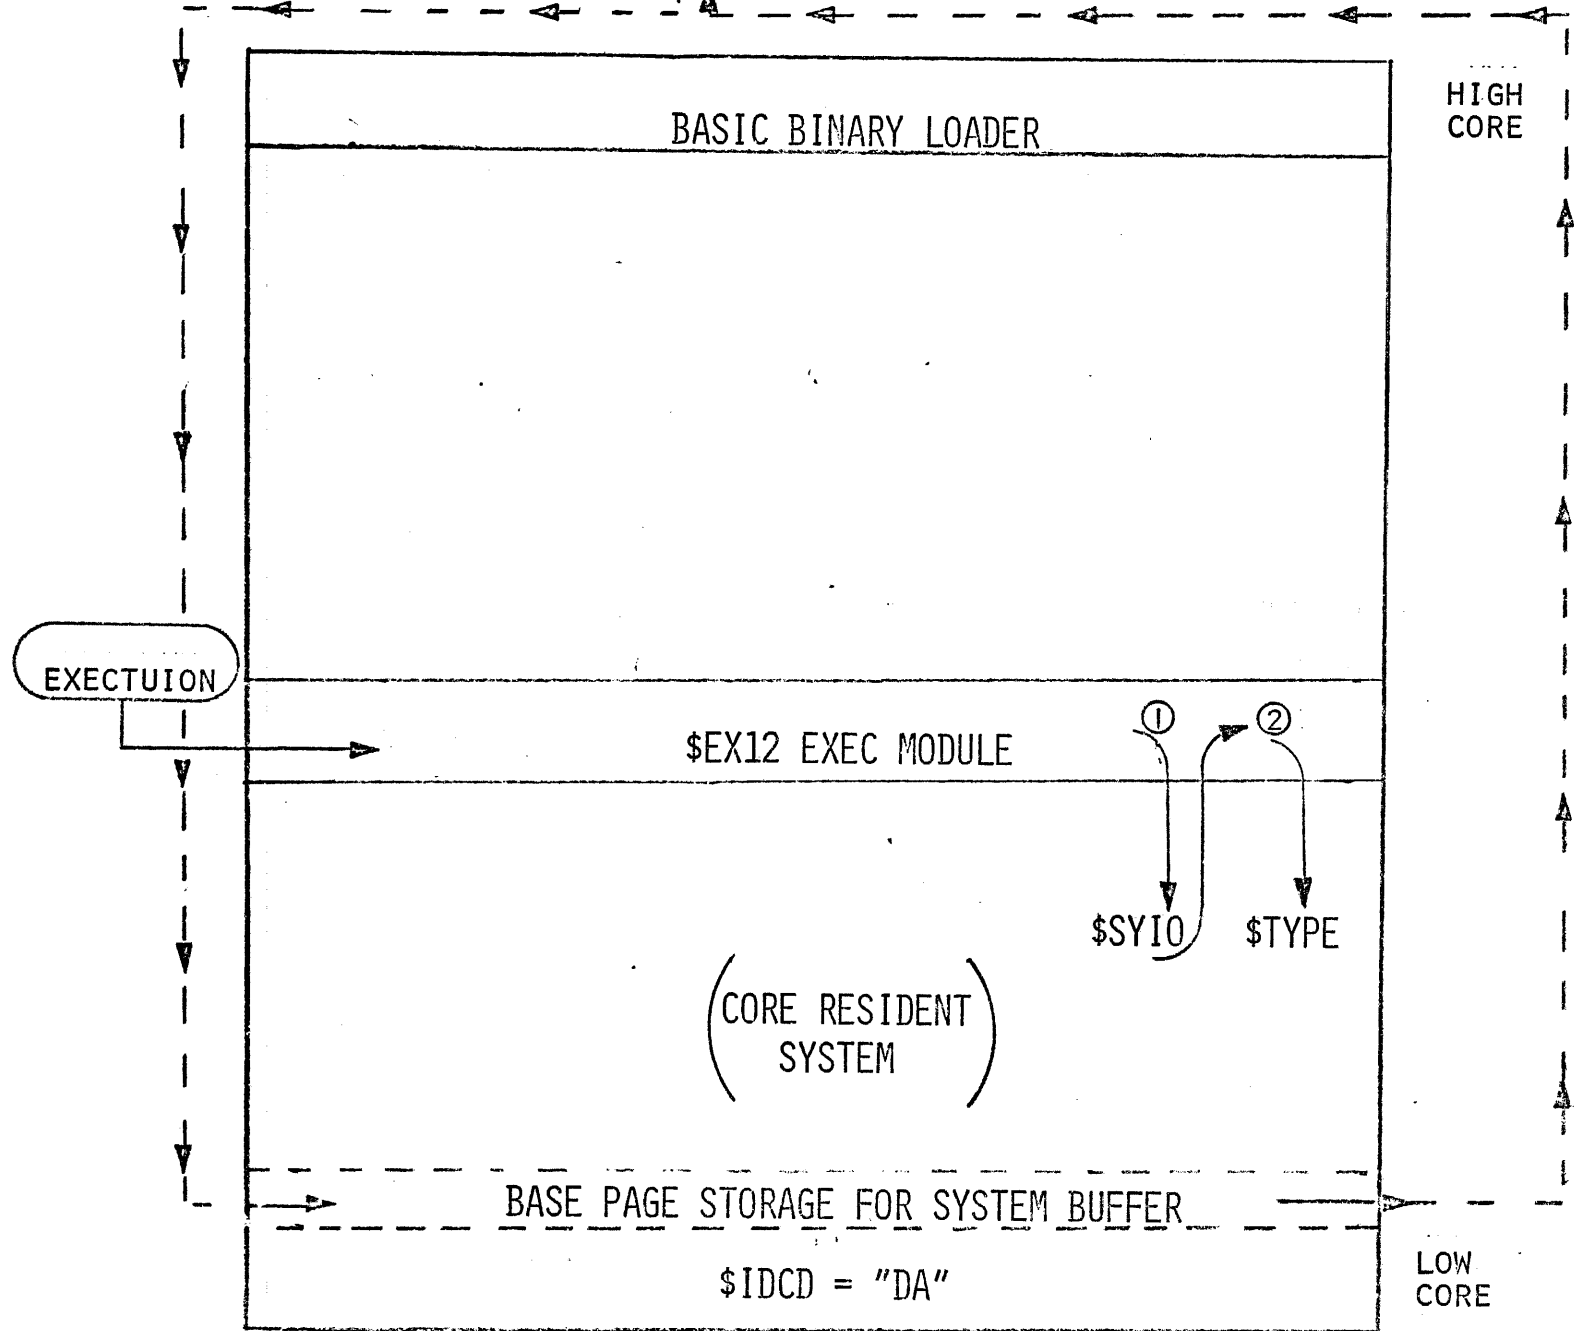 HIGH
CORE
BASIC BINARY LOADER
EXECTUION
$EX12 EXEC MODULE
① ②
$SYIO $TYPE
(CORE RESIDENT
SYSTEM)
BASE PAGE STORAGE FOR SYSTEM BUFFER
$IDCD = "DA"
LOW
CORE